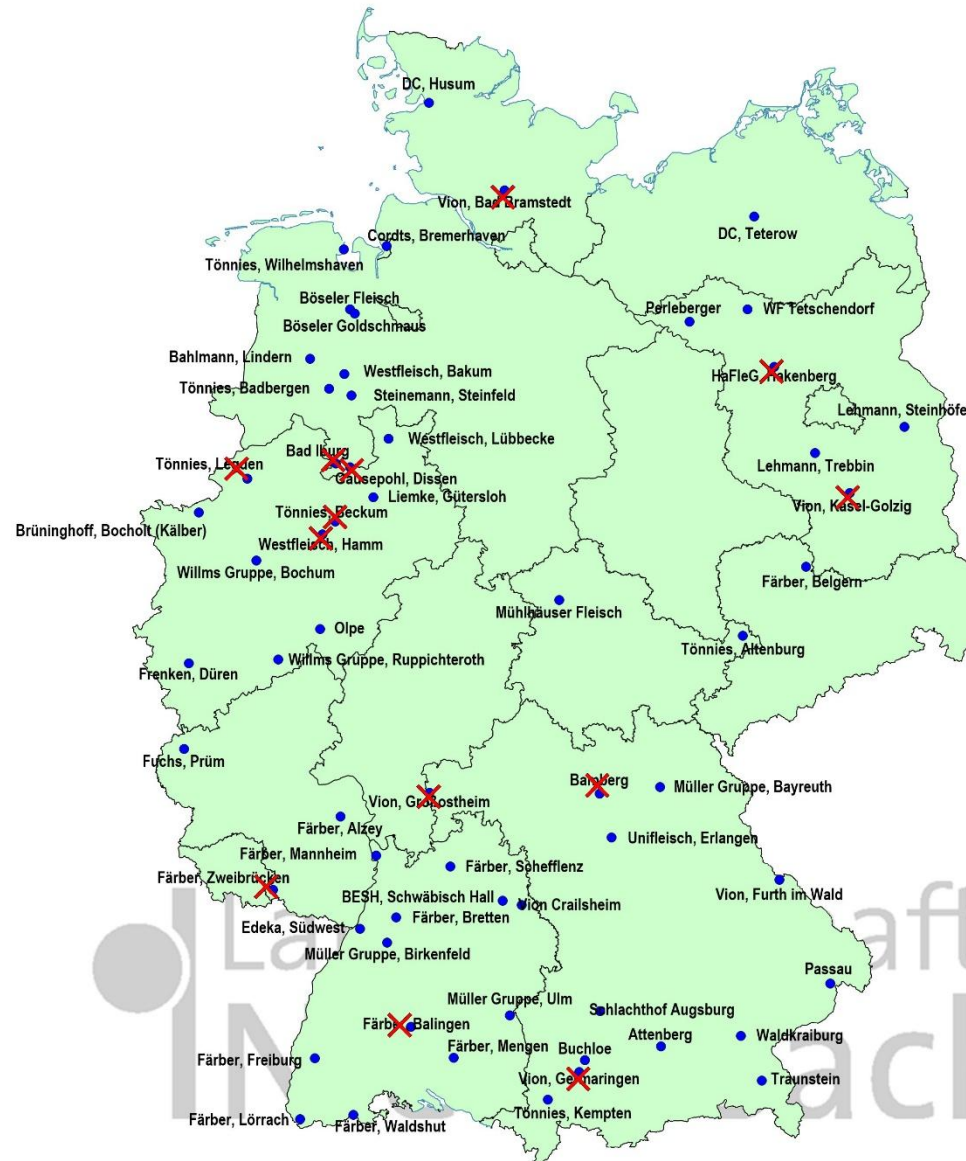 DC, Husum
Vion, Bad Bramstedt
DC, Teterow
Cordts, Bremerhaven
Tönnies, Wilhelmshaven
Böseler Fleisch
Böseler Goldschmaus
Perleberger
WF Tetschendorf
Bahlmann, Lindern
Westfleisch, Bakum
HaFleG, Hakenberg
Tönnies, Badbergen
Steinemann, Steinfeld
Lehmann, Steinhöfe
Westfleisch, Lübbecke
Bad Iburg
Tönnies, Legden
Lehmann, Trebbin
Gausepohl, Dissen
Liemke, Gütersloh
Vion, Kasel-Golzig
Tönnies, Beckum
Brüninghoff, Bocholt (Kälber)
Westfleisch, Hamm
Willms Gruppe, Bochum
Färber, Belgern
Mühlhäuser Fleisch
Olpe
Tönnies, Altenburg
Willms Gruppe, Ruppichteroth
Frenken, Düren
Fuchs, Prüm
Bamberg
Müller Gruppe, Bayreuth
Vion, Großostheim
Färber, Alzey
Unifleisch, Erlangen
Färber, Mannheim
Färber, Schefflenz
Färber, Zweibrücken
Vion, Furth im Wald
BESH, Schwäbisch Hall
Vion Crailsheim
Färber, Bretten
Edeka, Südwest
Müller Gruppe, Birkenfeld
Passau
Müller Gruppe, Ulm
Schlachthof Augsburg
Färber, Balingen
Attenberg
Waldkraiburg
Buchloe
Färber, Freiburg
Färber, Mengen
Vion, Germaringen
Traunstein
Tönnies, Kempten
Färber, Lörrach
Färber, Waldshut